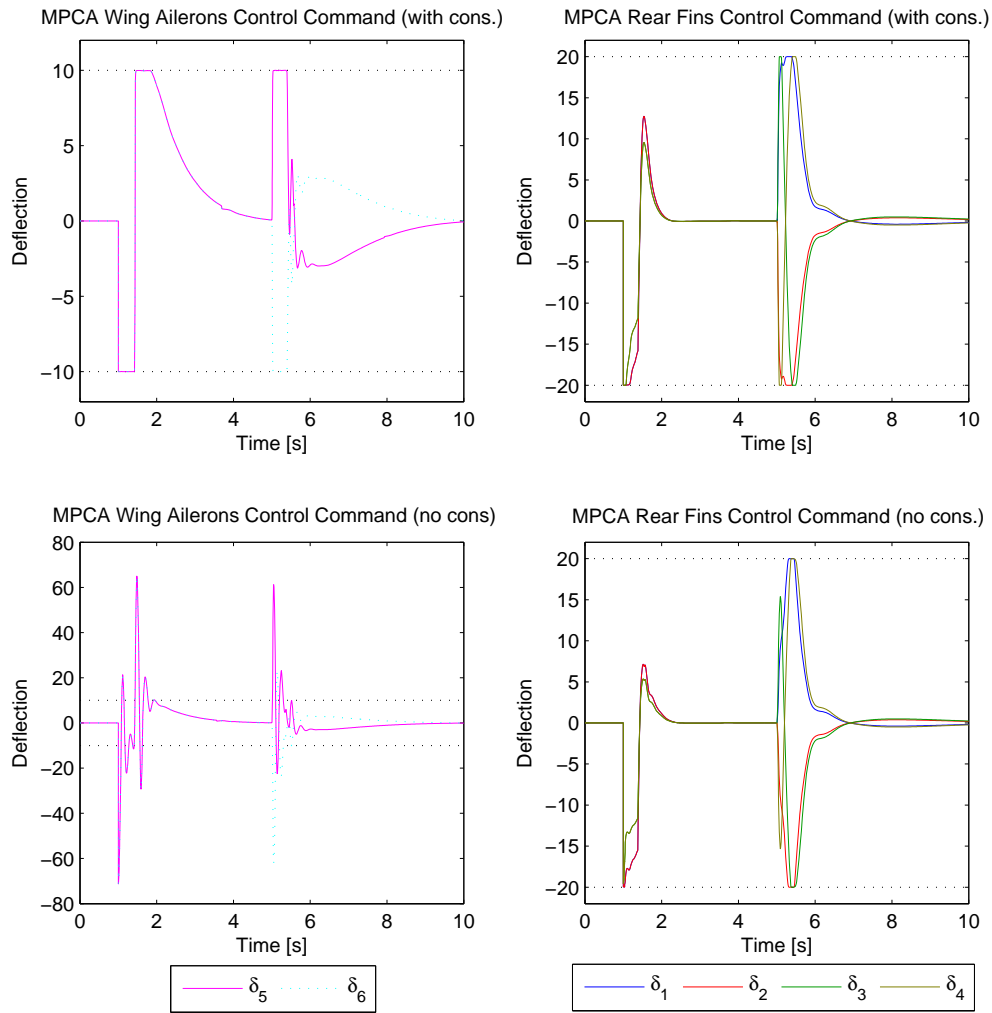 MPCA Wing Ailerons Control Command (with cons.)
10
5
0
−5
−10
Deflection
0 2 4 6 8 10
Time [s]
MPCA Rear Fins Control Command (with cons.)
20
15
10
5
0
−5
−10
−15
−20
Deflection
0 2 4 6 8 10
Time [s]
MPCA Wing Ailerons Control Command (no cons)
80
60
40
20
0
−20
−40
−60
−80
Deflection
0 2 4 6 8 10
Time [s]
δ5 δ6
MPCA Rear Fins Control Command (no cons.)
20
15
10
5
0
−5
−10
−15
−20
Deflection
0 2 4 6 8 10
Time [s]
δ1 δ2 δ3 δ4